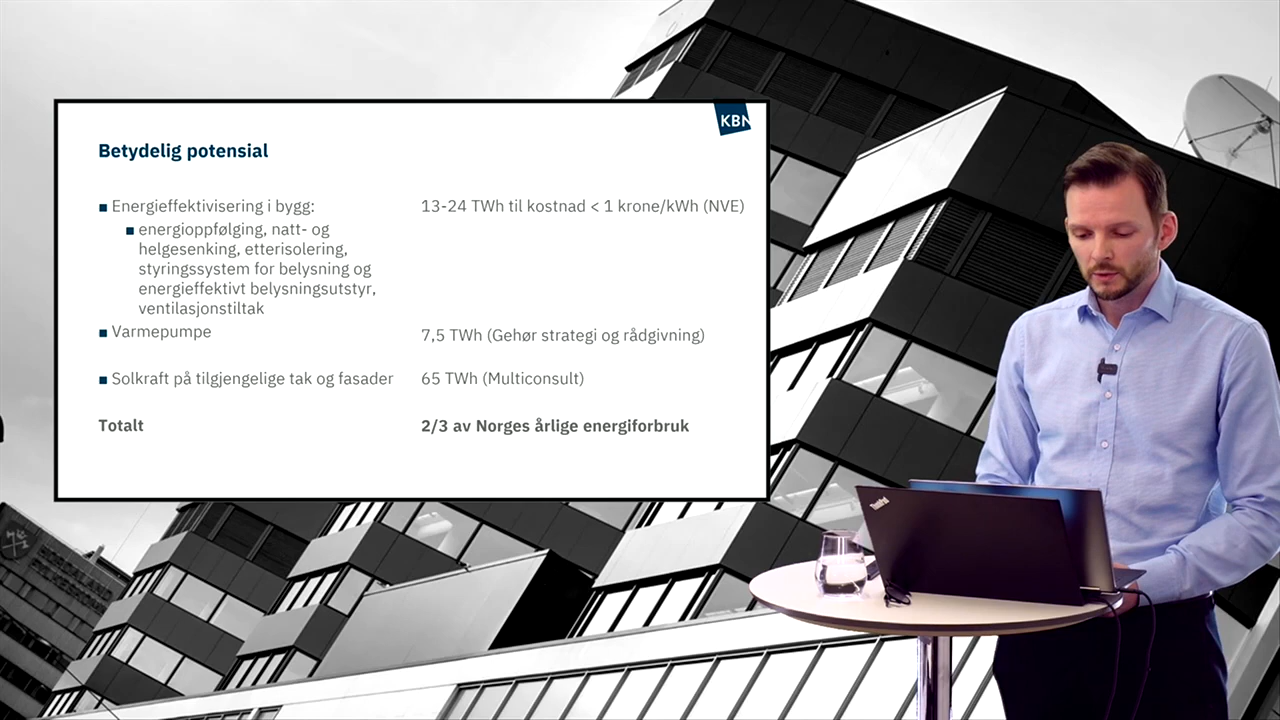 KBN
Betydelig potensial
■ Energieffektivisering i bygg: 13-24 TWh til kostnad < 1 krone/kWh (NVE)
■ energioppfølging, natt- og
helgesenking, etterisolering,
styringssystem for belysning og
energieffektivt belysningsutstyr,
ventilasjonstiltak
■ Varmepumpe 7,5 TWh (Gehør strategi og rådgivning)
■ Solkraft på tilgjengelige tak og fasader 65 TWh (Multiconsult)
Totalt 2/3 av Norges årlige energiforbruk
ThinkPad